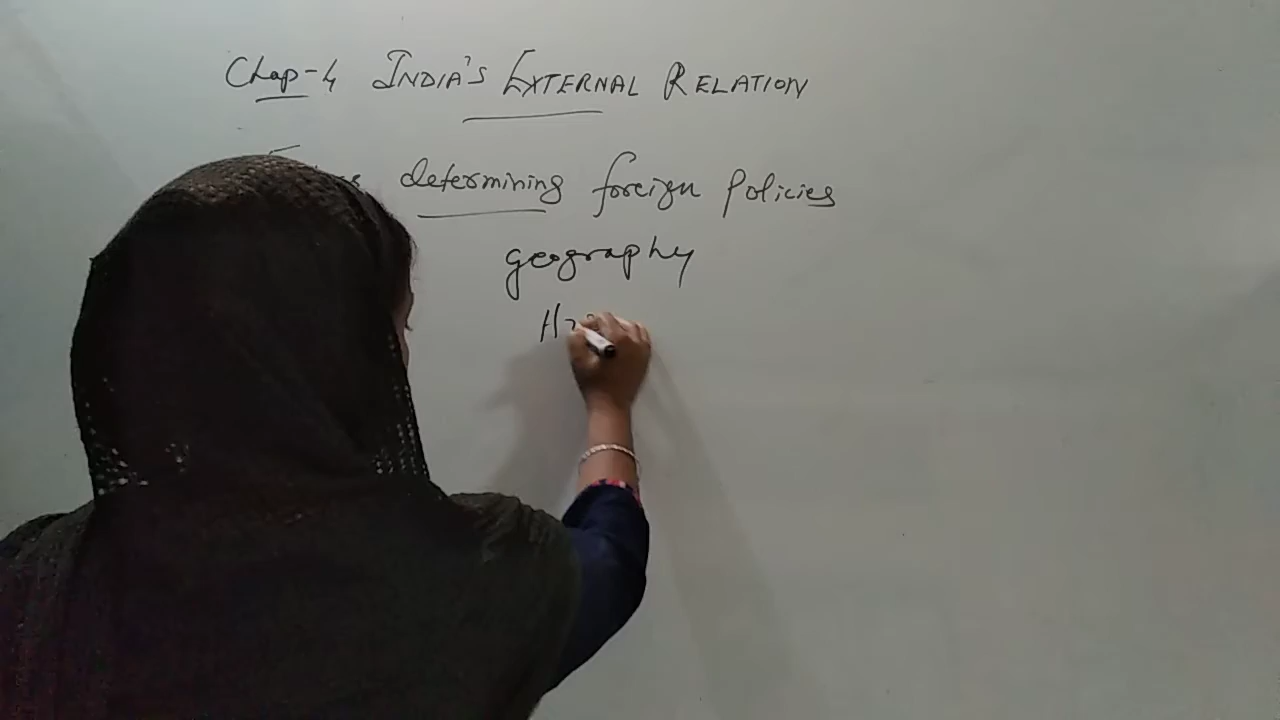 Chap-4 INDIA'S EXTERNAL RELATION
determining foreign Policies
geography